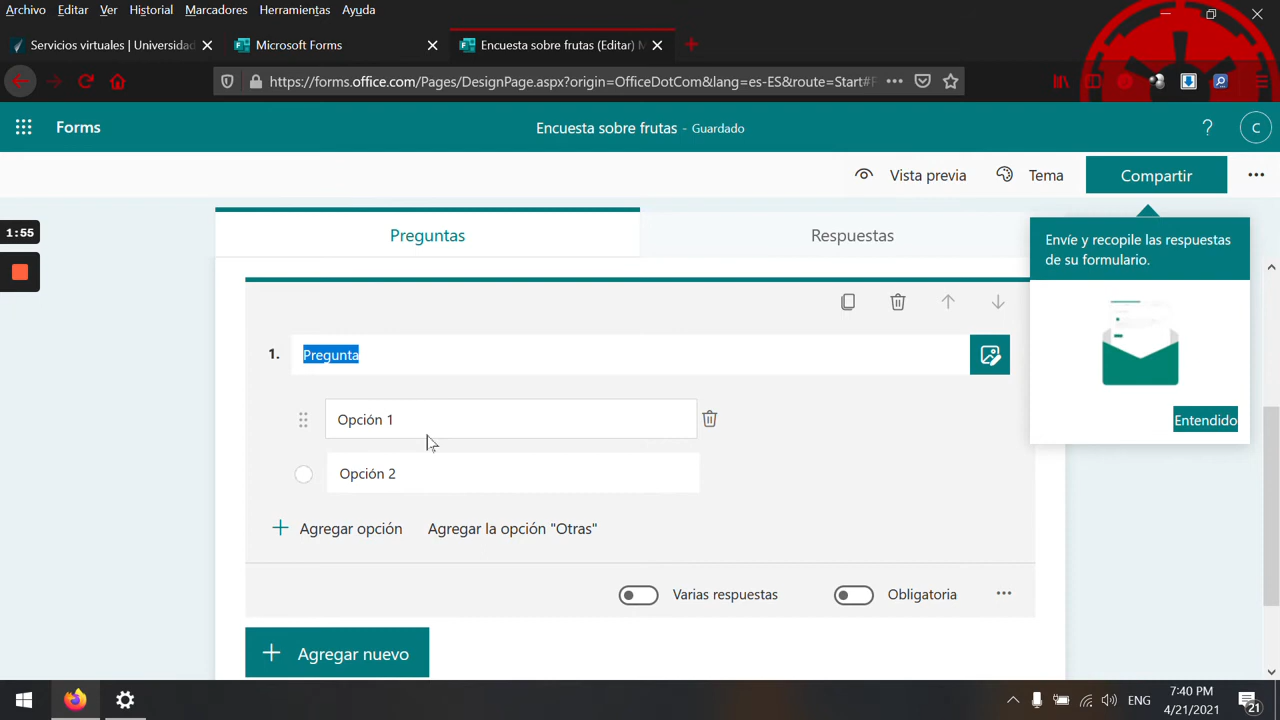 Archivo Editar Ver Historial Marcadores Herramientas Ayuda
Servicios virtuales | Universidad
Microsoft Forms
Encuesta sobre frutas (Editar) M
https://forms.office.com/Pages/DesignPage.aspx?origin=OfficeDotCom&lang=es-ES&route=Start#F
Forms
Encuesta sobre frutas - Guardado
?
C
Vista previa
Tema
Compartir
1:55
Preguntas
Respuestas
Envíe y recopile las respuestas
de su formulario.
Entendido
1. Pregunta
Opción 1
Opción 2
Agregar opción
Agregar la opción "Otras"
Varias respuestas
Obligatoria
Agregar nuevo
ENG
7:40 PM
4/21/2021
21